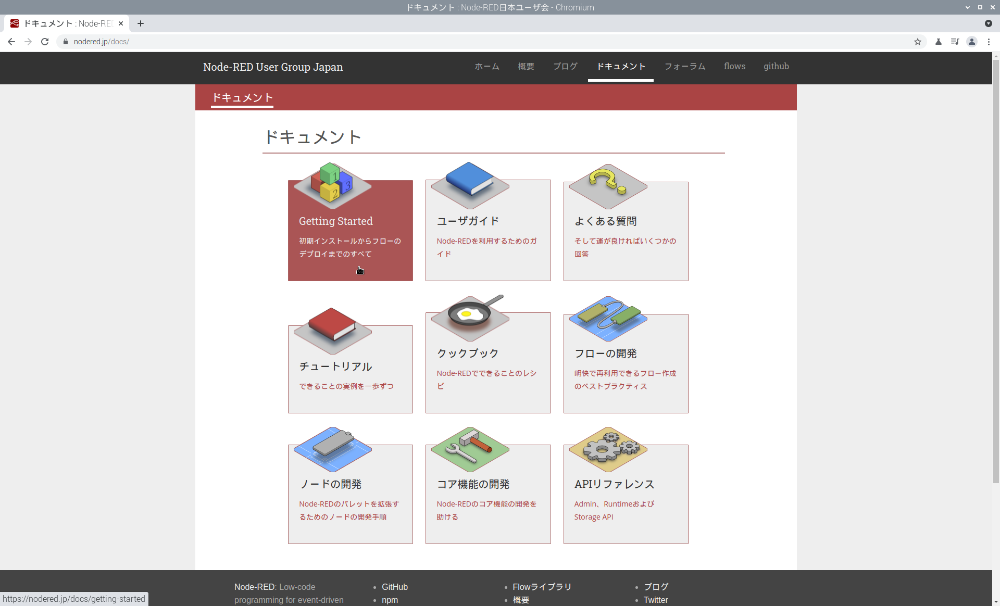 ドキュメント : Node-RED日本ユーザ会 - Chromium
ドキュメント : Node-RED
nodered.jp/docs/
Node-RED User Group Japan
ホーム 概要 ブログ ドキュメント フォーラム flows github
ドキュメント
ドキュメント
1 2 3
Getting Started
初期インストールからフローの
デプロイまでのすべて
ユーザガイド
Node-REDを利用するためのガ
イド
よくある質問
そして運が良ければいくつかの
回答
チュートリアル
できることの実例を一歩ずつ
クックブック
Node-REDでできることのレシ
ピ
フローの開発
明快で再利用できるフロー作成
のベストプラクティス
ノードの開発
Node-REDのパレットを拡張す
るためのノードの開発手順
コア機能の開発
Node-REDのコア機能の開発を
助ける
APIリファレンス
Admin、Runtimeおよび
Storage API
Node-RED: Low-code
programming for event-driven
GitHub
npm
Flowライブラリ
概要
ブログ
Twitter
https://nodered.jp/docs/getting-started